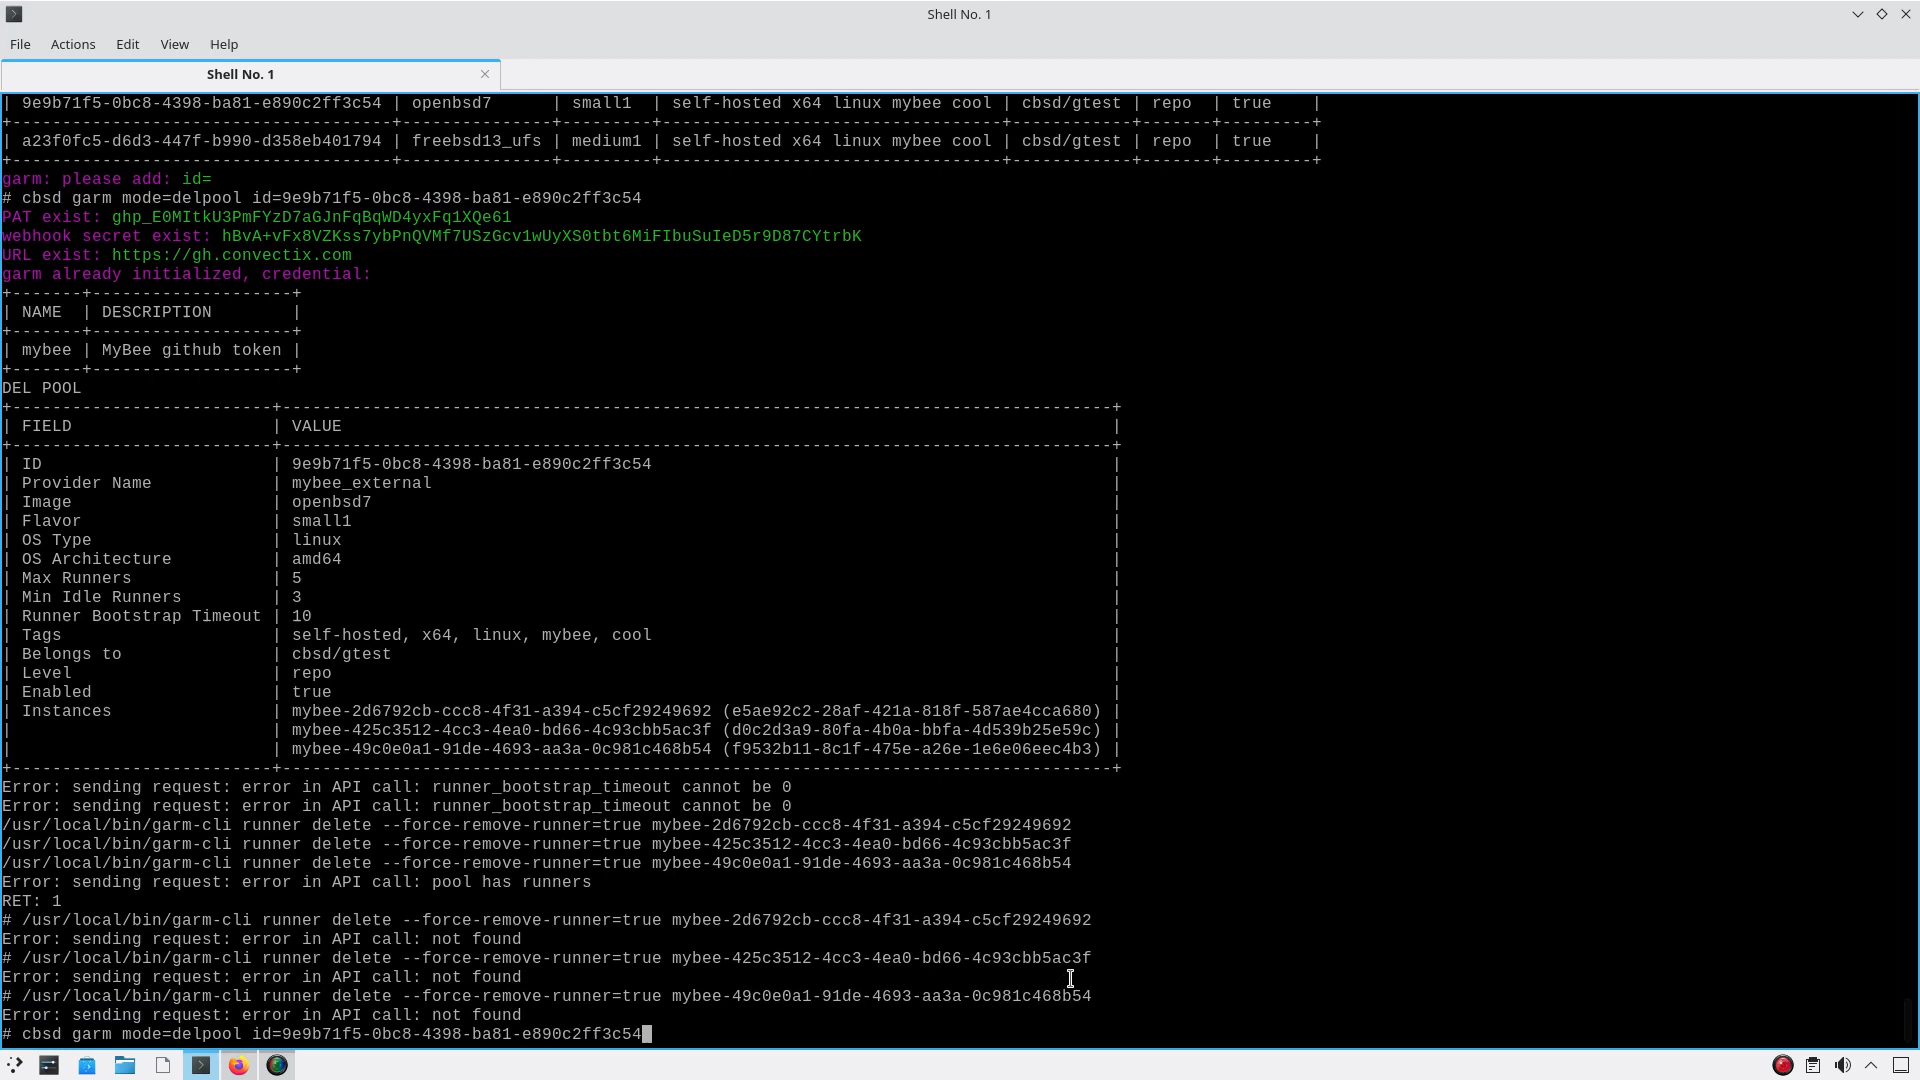 Shell No. 1
File Actions Edit View Help
Shell No. 1
| 9e9b71f5-0bc8-4398-ba81-e890c2ff3c54 | openbsd7      | small1  | self-hosted x64 linux mybee cool | cbsd/gtest | repo  | true    |
+--------------------------------------+---------------+---------+----------------------------------+------------+-------+---------+
| a23f0fc5-d6d3-447f-b990-d358eb401794 | freebsd13_ufs | medium1 | self-hosted x64 linux mybee cool | cbsd/gtest | repo  | true    |
+--------------------------------------+---------------+---------+----------------------------------+------------+-------+---------+
garm: please add: id=
# cbsd garm mode=delpool id=9e9b71f5-0bc8-4398-ba81-e890c2ff3c54
PAT exist: 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
webhook secret exist: hBvA+vFx8VZKss7ybPnQVMf7USzGcv1wUyXS0tbt6MiFIbuSuIeD5r9D87CYtrbK
URL exist: https://gh.convectix.com
garm already initialized, credential:
+-------+--------------------+
| NAME  | DESCRIPTION        |
+-------+--------------------+
| mybee | MyBee github token |
+-------+--------------------+
DEL POOL
+--------------------------+-----------------------------------------------------------------------------------+
| FIELD                    | VALUE                                                                             |
+--------------------------+-----------------------------------------------------------------------------------+
| ID                       | 9e9b71f5-0bc8-4398-ba81-e890c2ff3c54                                              |
| Provider Name            | mybee_external                                                                    |
| Image                    | openbsd7                                                                          |
| Flavor                   | small1                                                                            |
| OS Type                  | linux                                                                             |
| OS Architecture          | amd64                                                                             |
| Max Runners              | 5                                                                                 |
| Min Idle Runners         | 3                                                                                 |
| Runner Bootstrap Timeout | 10                                                                                |
| Tags                     | self-hosted, x64, linux, mybee, cool                                              |
| Belongs to               | cbsd/gtest                                                                        |
| Level                    | repo                                                                              |
| Enabled                  | true                                                                              |
| Instances                | mybee-2d6792cb-ccc8-4f31-a394-c5cf29249692 (e5ae92c2-28af-421a-818f-587ae4cca680) |
|                          | mybee-425c3512-4cc3-4ea0-bd66-4c93cbb5ac3f (d0c2d3a9-80fa-4b0a-bbfa-4d539b25e59c) |
|                          | mybee-49c0e0a1-91de-4693-aa3a-0c981c468b54 (f9532b11-8c1f-475e-a26e-1e6e06eec4b3) |
+--------------------------+-----------------------------------------------------------------------------------+
Error: sending request: error in API call: runner_bootstrap_timeout cannot be 0
Error: sending request: error in API call: runner_bootstrap_timeout cannot be 0
/usr/local/bin/garm-cli runner delete --force-remove-runner=true mybee-2d6792cb-ccc8-4f31-a394-c5cf29249692
/usr/local/bin/garm-cli runner delete --force-remove-runner=true mybee-425c3512-4cc3-4ea0-bd66-4c93cbb5ac3f
/usr/local/bin/garm-cli runner delete --force-remove-runner=true mybee-49c0e0a1-91de-4693-aa3a-0c981c468b54
Error: sending request: error in API call: pool has runners
RET: 1
# /usr/local/bin/garm-cli runner delete --force-remove-runner=true mybee-2d6792cb-ccc8-4f31-a394-c5cf29249692
Error: sending request: error in API call: not found
# /usr/local/bin/garm-cli runner delete --force-remove-runner=true mybee-425c3512-4cc3-4ea0-bd66-4c93cbb5ac3f
Error: sending request: error in API call: not found
# /usr/local/bin/garm-cli runner delete --force-remove-runner=true mybee-49c0e0a1-91de-4693-aa3a-0c981c468b54
Error: sending request: error in API call: not found
# cbsd garm mode=delpool id=9e9b71f5-0bc8-4398-ba81-e890c2ff3c54